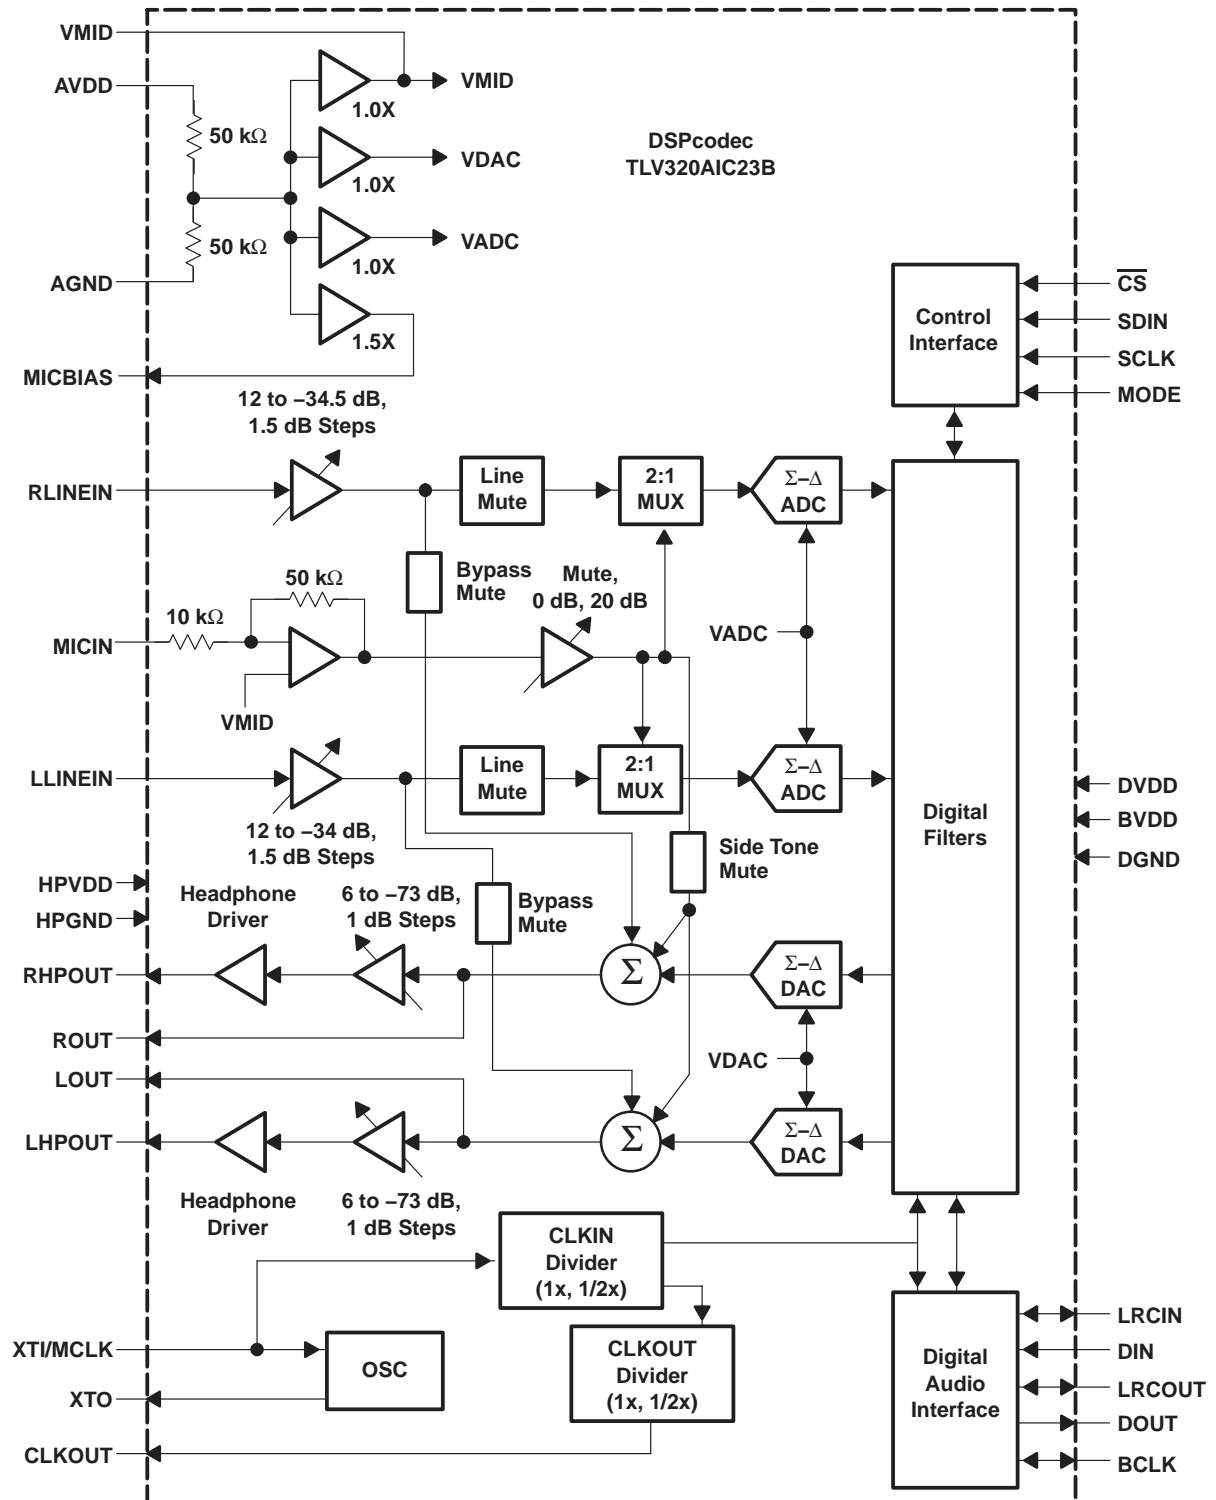 VMID
AVDD
50 kΩ
50 kΩ
AGND
1.0X
VMID
1.0X
VDAC
1.0X
VADC
1.5X
MICBIAS
DSPcodec
TLV320AIC23B
Control
Interface
CS
SDIN
SCLK
MODE
12 to –34.5 dB,
1.5 dB Steps
RLINEIN
Line
Mute
2:1
MUX
Σ–Δ
ADC
Bypass
Mute
Mute,
0 dB, 20 dB
50 kΩ
10 kΩ
MICIN
VMID
VADC
LLINEIN
12 to –34 dB,
1.5 dB Steps
Line
Mute
2:1
MUX
Σ–Δ
ADC
Digital
Filters
DVDD
BVDD
DGND
Side Tone
Mute
HPVDD
HPGND
Headphone
Driver
6 to –73 dB,
1 dB Steps
Bypass
Mute
RHPOUT
Σ
Σ–Δ
DAC
ROUT
LOUT
VDAC
LHPOUT
Σ
Σ–Δ
DAC
Headphone
Driver
6 to –73 dB,
1 dB Steps
CLKIN
Divider
(1x, 1/2x)
XTI/MCLK
OSC
XTO
CLKOUT
Divider
(1x, 1/2x)
CLKOUT
Digital
Audio
Interface
LRCIN
DIN
LRCOUT
DOUT
BCLK